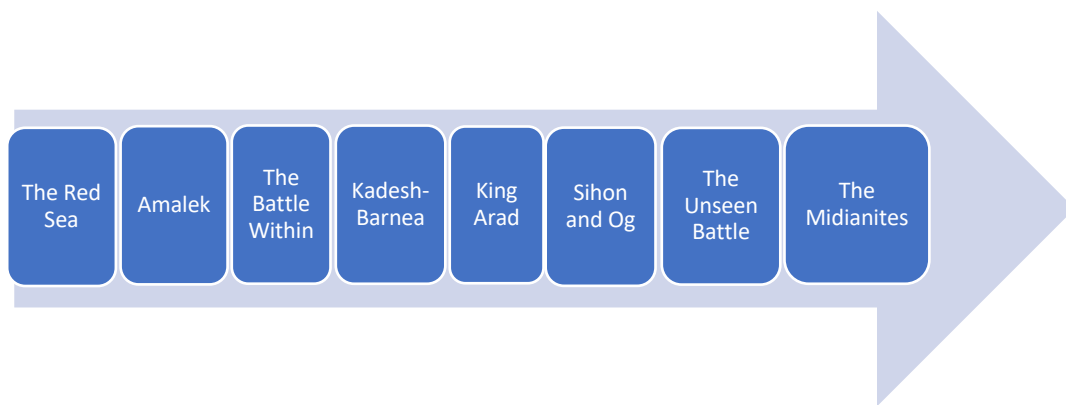 The Red
Sea
Amalek
The
Battle
Within
Kadesh-
Barnea
King
Arad
Sihon
and Og
The
Unseen
Battle
The
Midianites